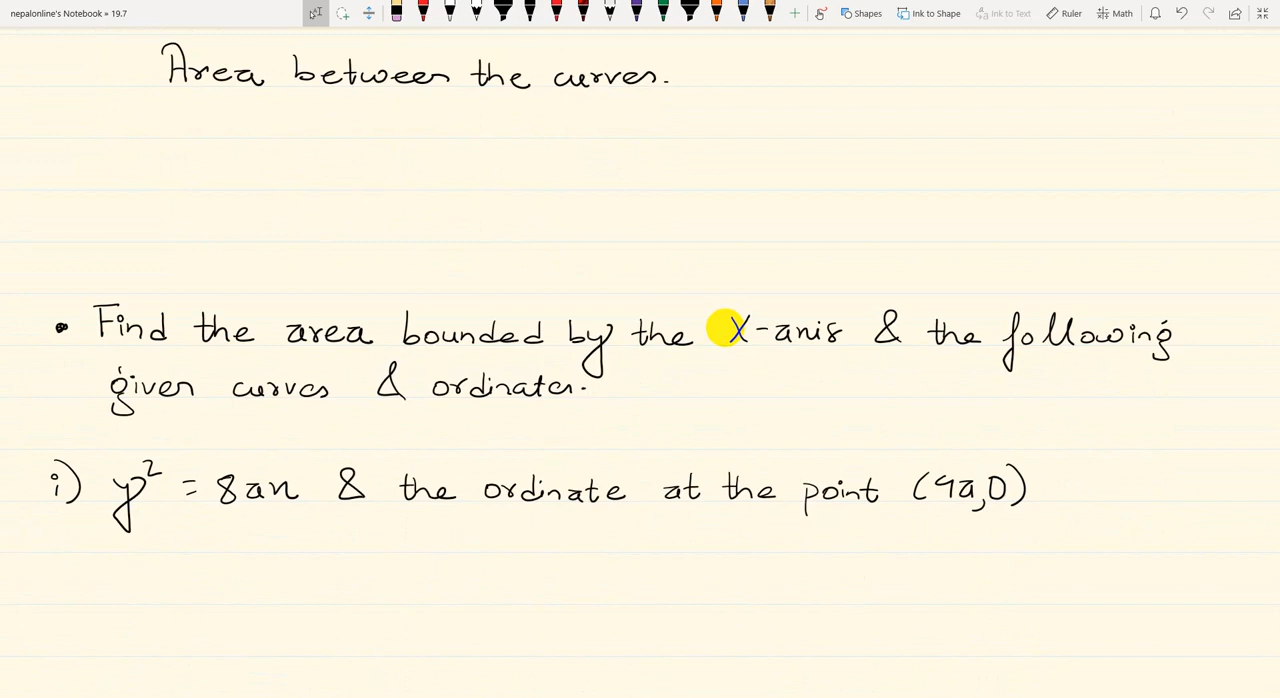 nepalonline's Notebook » 19.7
Shapes Ink to Shape Ink to Text Ruler Math
Area between the curves.
• Find the area bounded by the X-axis & the following
given curves & ordinates.
i) y² = 8ax & the ordinate at the point (4a,0)